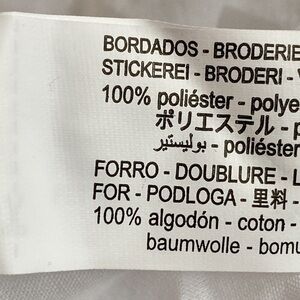 BORDADOS - BRODERIE
STICKEREI - BRODERI -
100% poliéster - polye
ポリエステル - p
بوليستير - poliéster
FORRO - DOUBLURE - L
FOR - PODLOGA - 里料 -
100% algodón - coton -
baumwolle - bomu